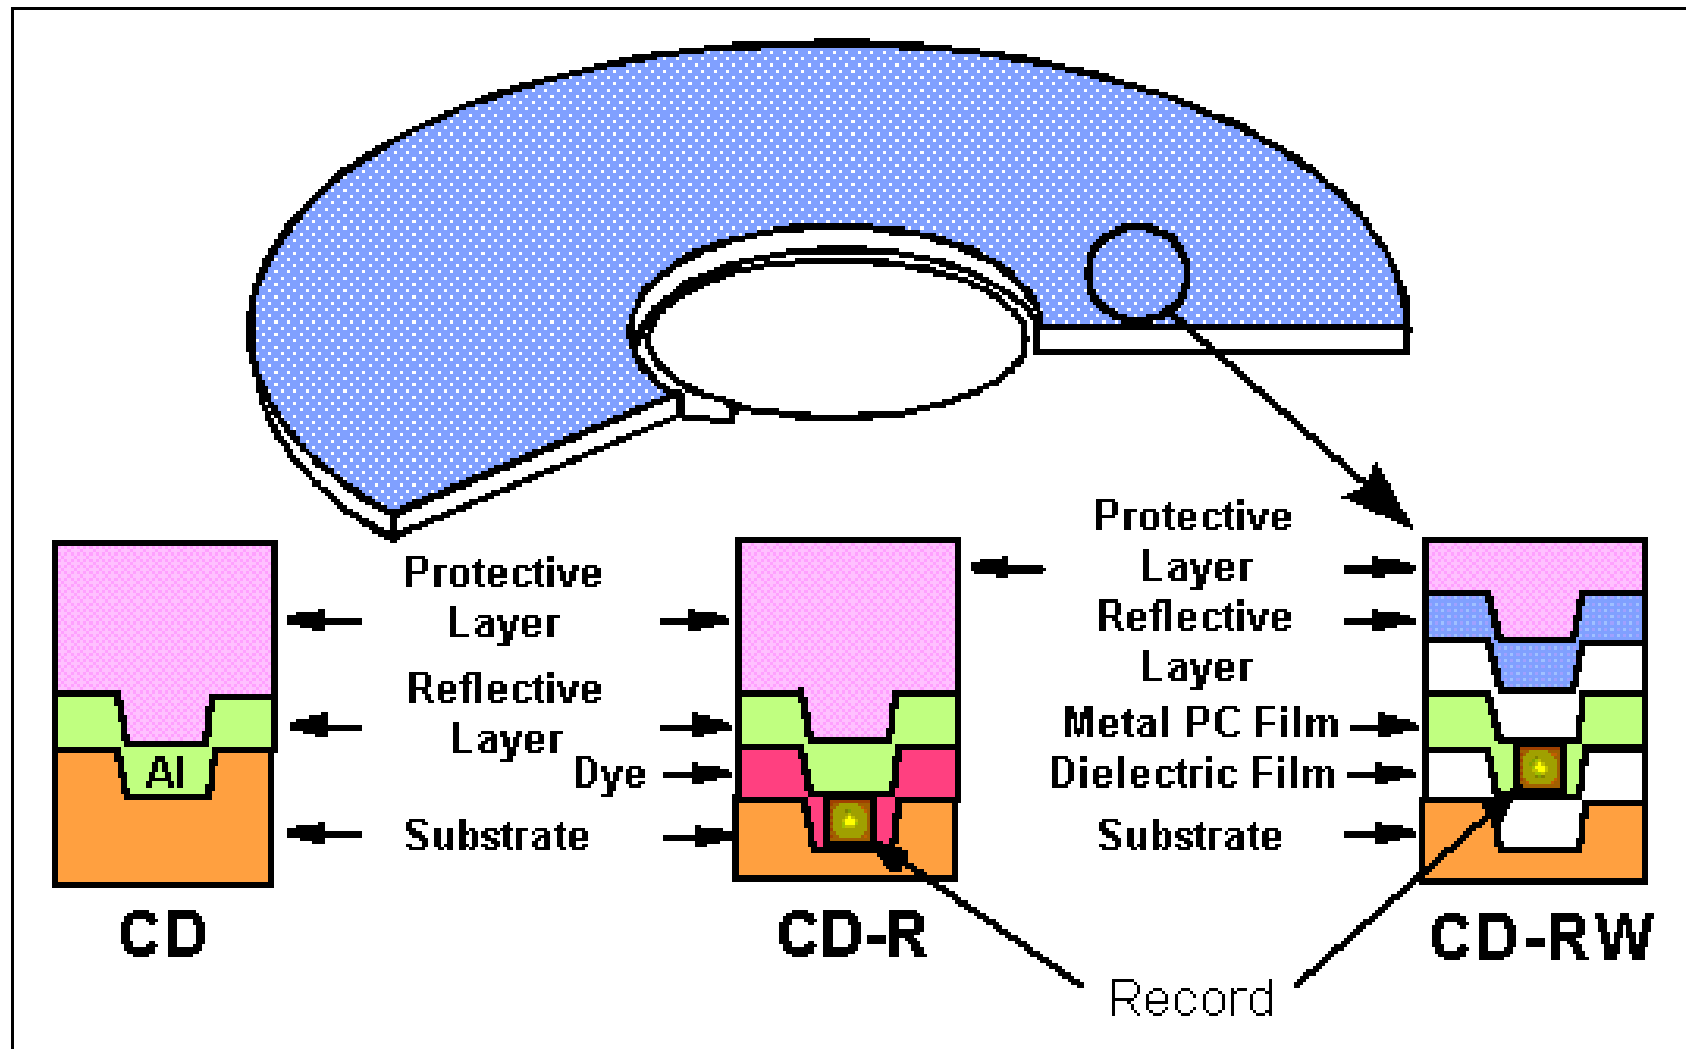 Protective
Layer
Reflective
Layer
Al
Dye
Substrate
Protective
Layer
Reflective
Layer
Metal PC Film
Dielectric Film
Substrate
CD
CD-R
CD-RW
Record